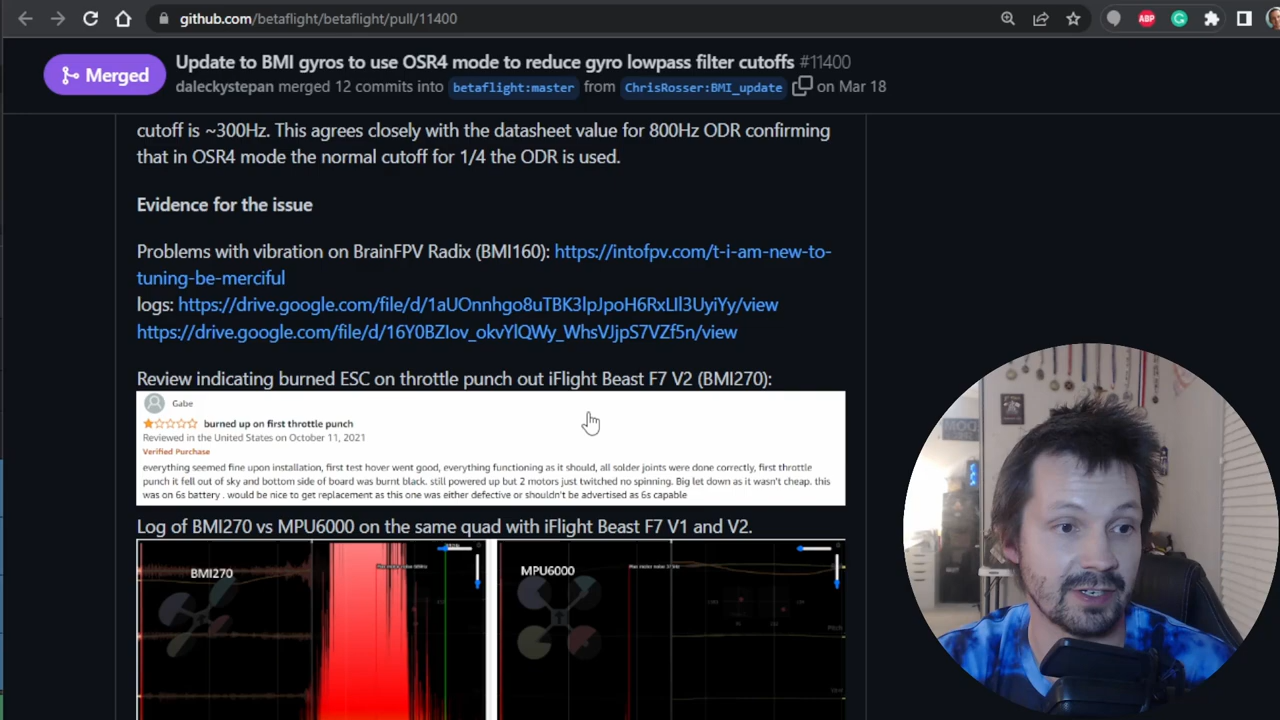 github.com/betaflight/betaflight/pull/11400
ABP
Merged
Update to BMI gyros to use OSR4 mode to reduce gyro lowpass filter cutoffs #11400
daleckystepan merged 12 commits into betaflight:master from ChrisRosser:BMI_update on Mar 18
cutoff is ~300Hz. This agrees closely with the datasheet value for 800Hz ODR confirming
that in OSR4 mode the normal cutoff for 1/4 the ODR is used.
Evidence for the issue
Problems with vibration on BrainFPV Radix (BMI160): https://intofpv.com/t-i-am-new-to-
tuning-be-merciful
logs: https://drive.google.com/file/d/1aUOnnhgo8uTBK3lpJpoH6RxLIl3UyiYy/view
https://drive.google.com/file/d/16Y0BZIov_okvYlQWy_WhsVJjpS7VZf5n/view
Review indicating burned ESC on throttle punch out iFlight Beast F7 V2 (BMI270):
Gabe
burned up on first throttle punch
Reviewed in the United States on October 11, 2021
Verified Purchase
everything seemed fine upon installation, first test hover went good, everything functioning as it should, all solder joints were done correctly, first throttle
punch it fell out of sky and bottom side of board was burnt black. still powered up but 2 motors just twitched no spinning. Big let down as it wasn't cheap. this
was on 6s battery . would be nice to get replacement as this one was either defective or shouldn't be advertised as 6s capable
Log of BMI270 vs MPU6000 on the same quad with iFlight Beast F7 V1 and V2.
BMI270
MPU6000